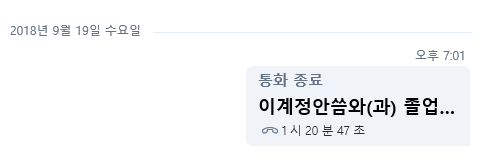 2018년 9월 19일 수요일
오후 7:01
통화 종료
이계정안씀와(과) 졸업...
1 시 20 분 47 초